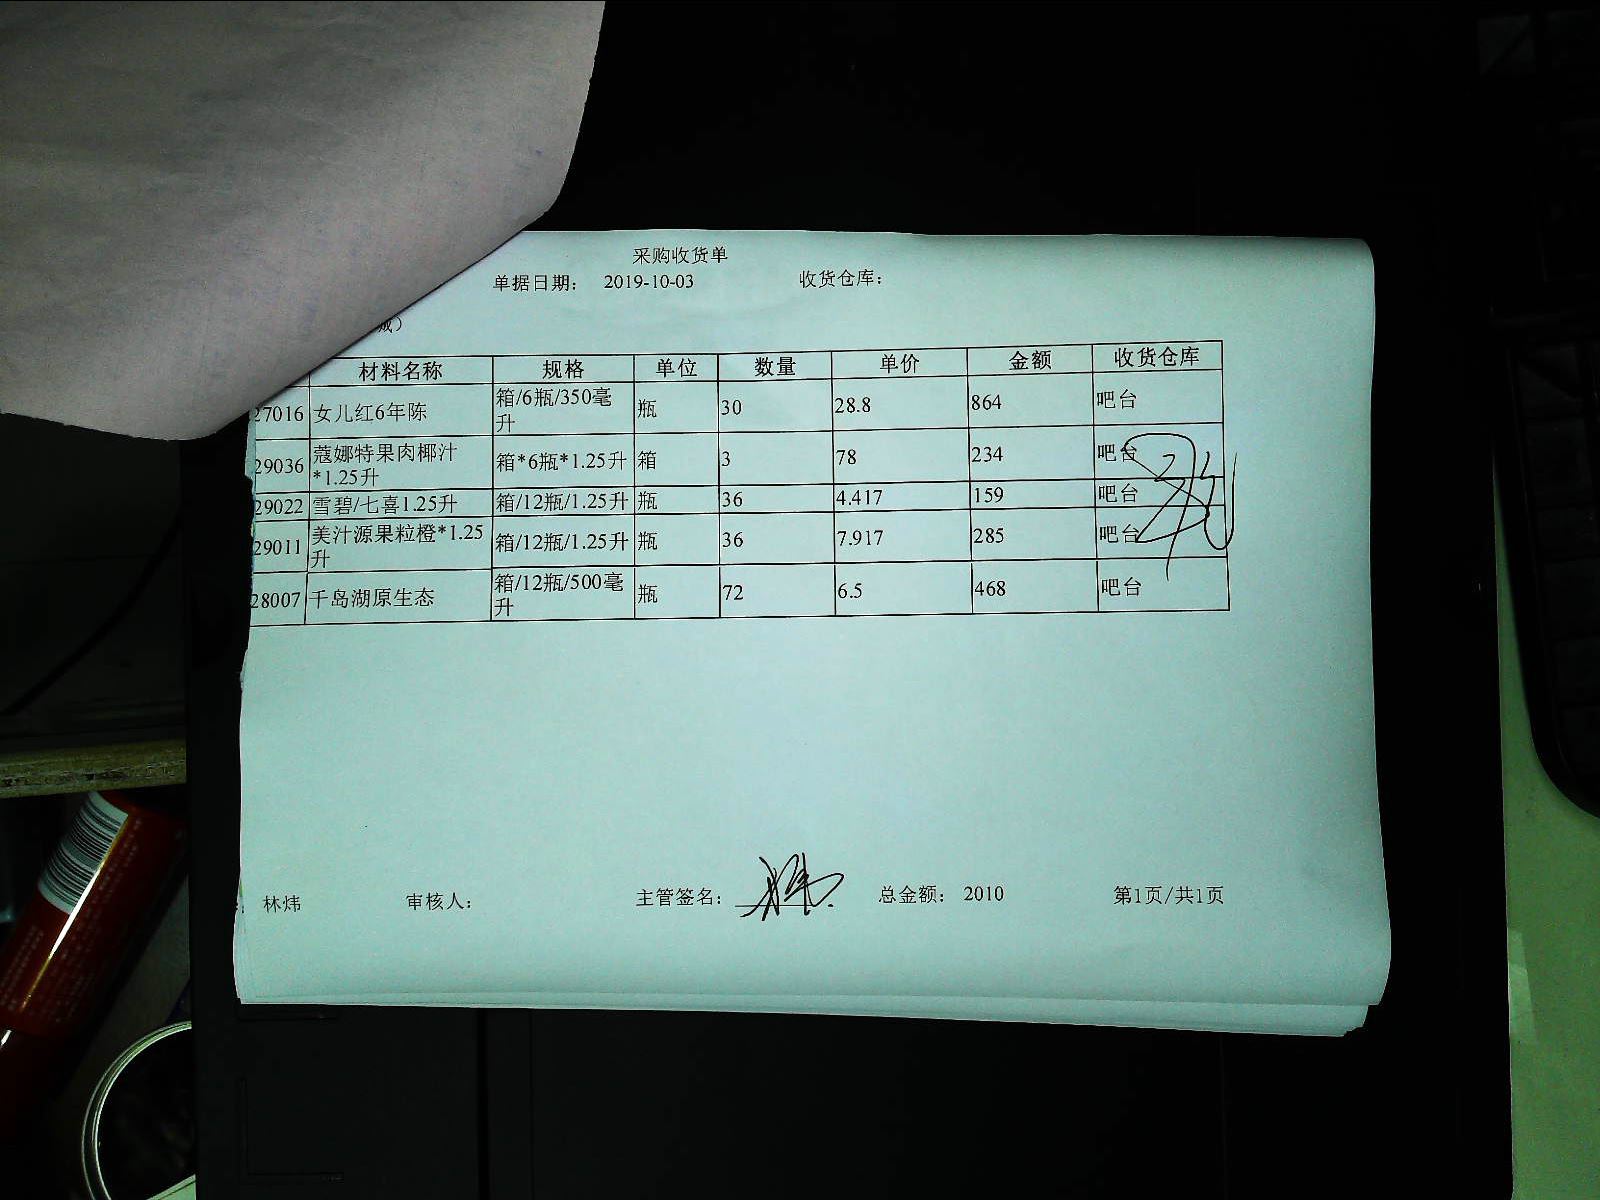 采购收货单
单据日期： 2019-10-03 收货仓库：
城）
材料名称 规格 单位 数量 单价 金额 收货仓库
27016 女儿红6年陈 箱/6瓶/350毫升 瓶 30 28.8 864 吧台
29036 蔻娜特果肉椰汁*1.25升 箱*6瓶*1.25升 箱 3 78 234 吧台
29022 雪碧/七喜1.25升 箱/12瓶/1.25升 瓶 36 4.417 159 吧台
29011 美汁源果粒橙*1.25升 箱/12瓶/1.25升 瓶 36 7.917 285 吧台
28007 千岛湖原生态 箱/12瓶/500毫升 瓶 72 6.5 468 吧台
林炜 审核人： 主管签名： 总金额： 2010 第1页/共1页